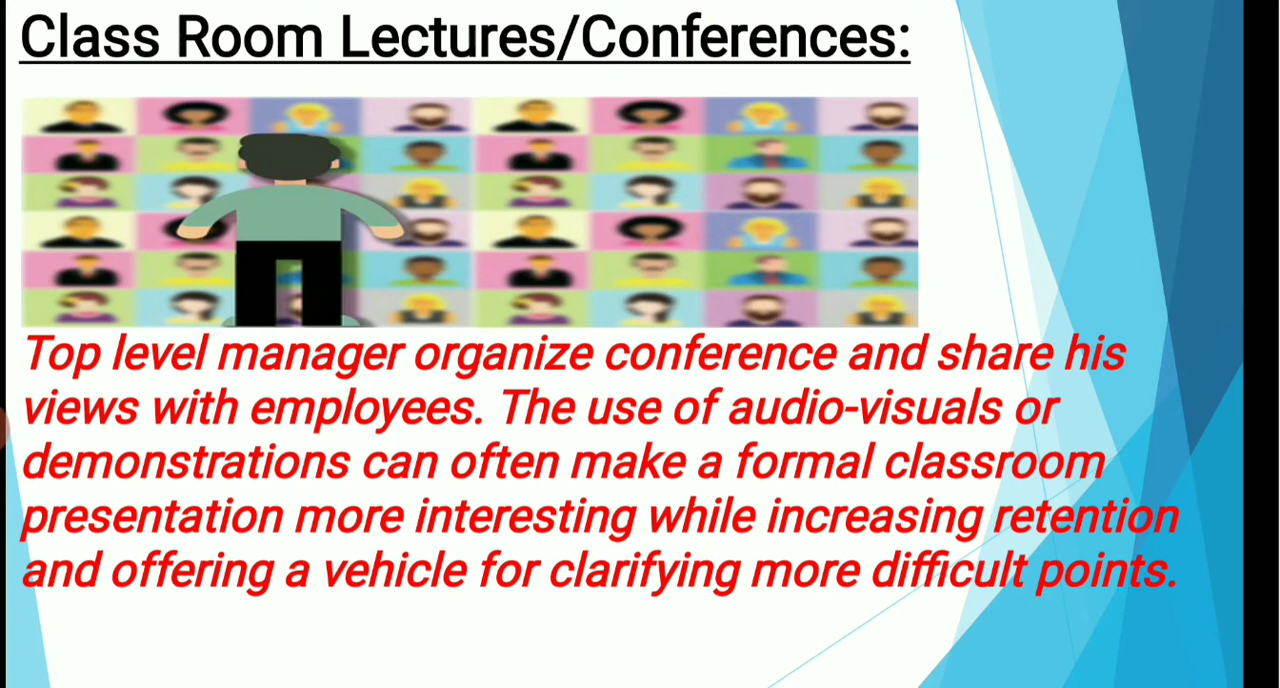 Class Room Lectures/Conferences:
Top level manager organize conference and share his
views with employees. The use of audio-visuals or
demonstrations can often make a formal classroom
presentation more interesting while increasing retention
and offering a vehicle for clarifying more difficult points.